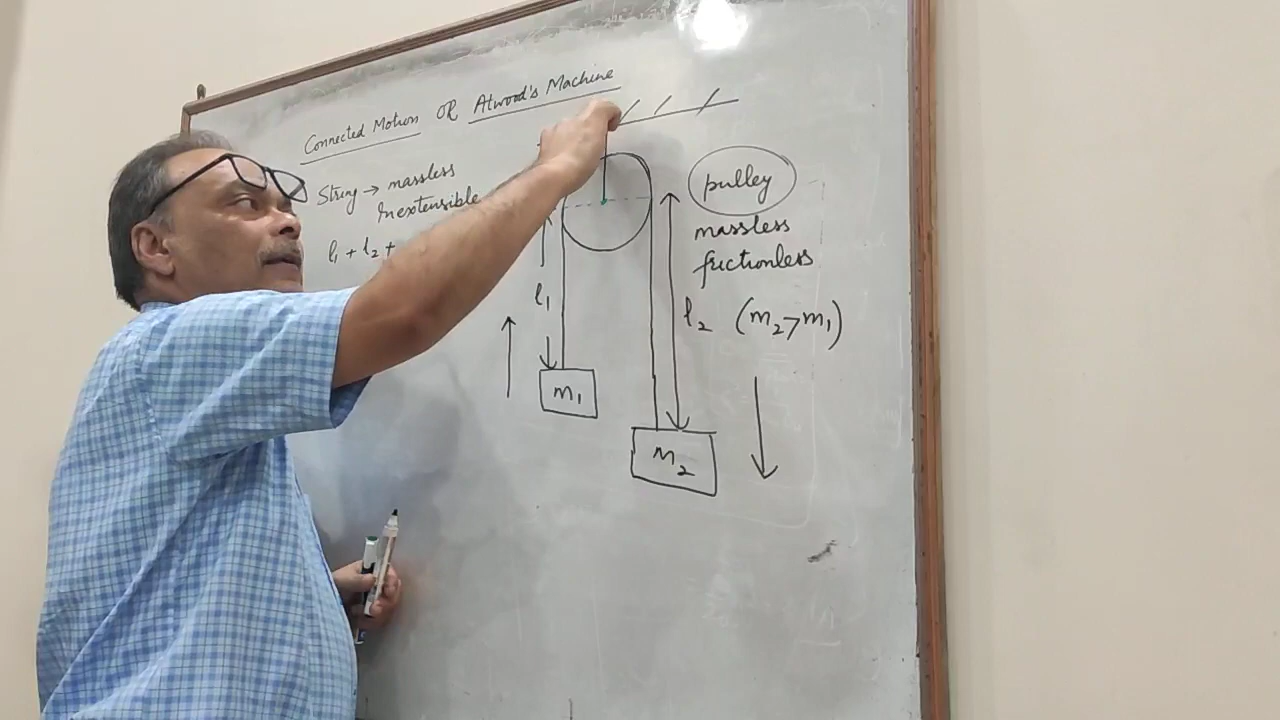 Connected Motion OR Atwood's Machine
String → massless
Inextensible
l₁ + l₂ +
pulley
massless
frictionless
l₁
l₂ (m₂>m₁)
m₁
m₂